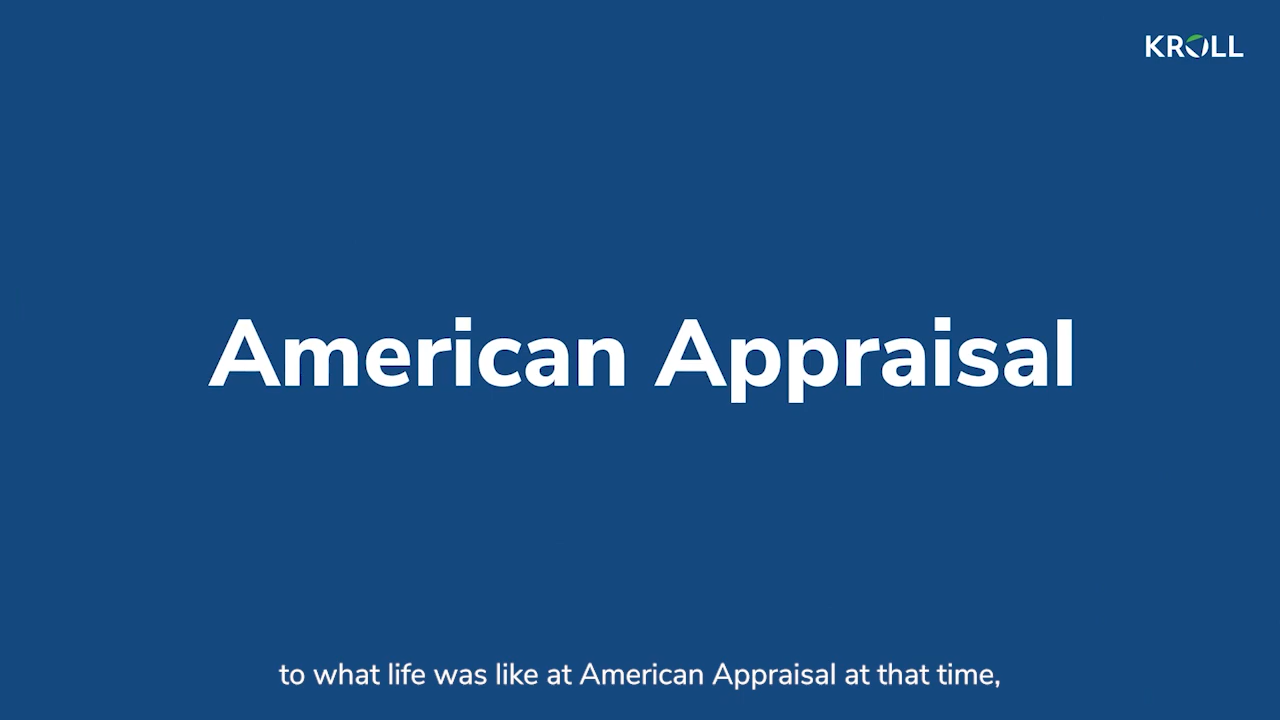 KROLL
American Appraisal
to what life was like at American Appraisal at that time,